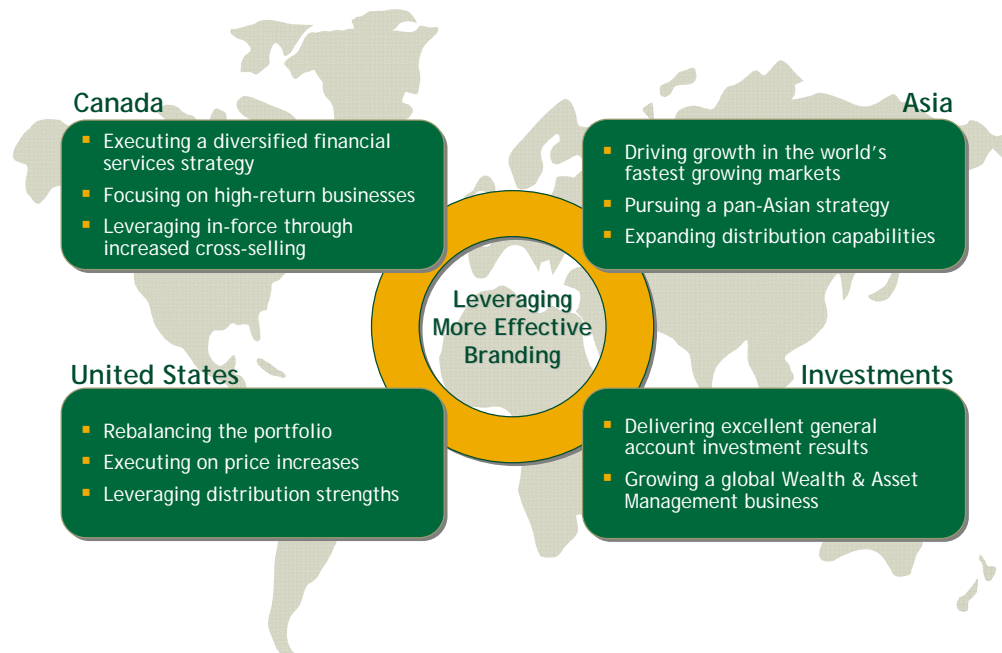 Canada
▪ Executing a diversified financial
services strategy
▪ Focusing on high-return businesses
▪ Leveraging in-force through
increased cross-selling
Asia
▪ Driving growth in the world's
fastest growing markets
▪ Pursuing a pan-Asian strategy
▪ Expanding distribution capabilities
Leveraging
More Effective
Branding
United States
▪ Rebalancing the portfolio
▪ Executing on price increases
▪ Leveraging distribution strengths
Investments
▪ Delivering excellent general
account investment results
▪ Growing a global Wealth & Asset
Management business